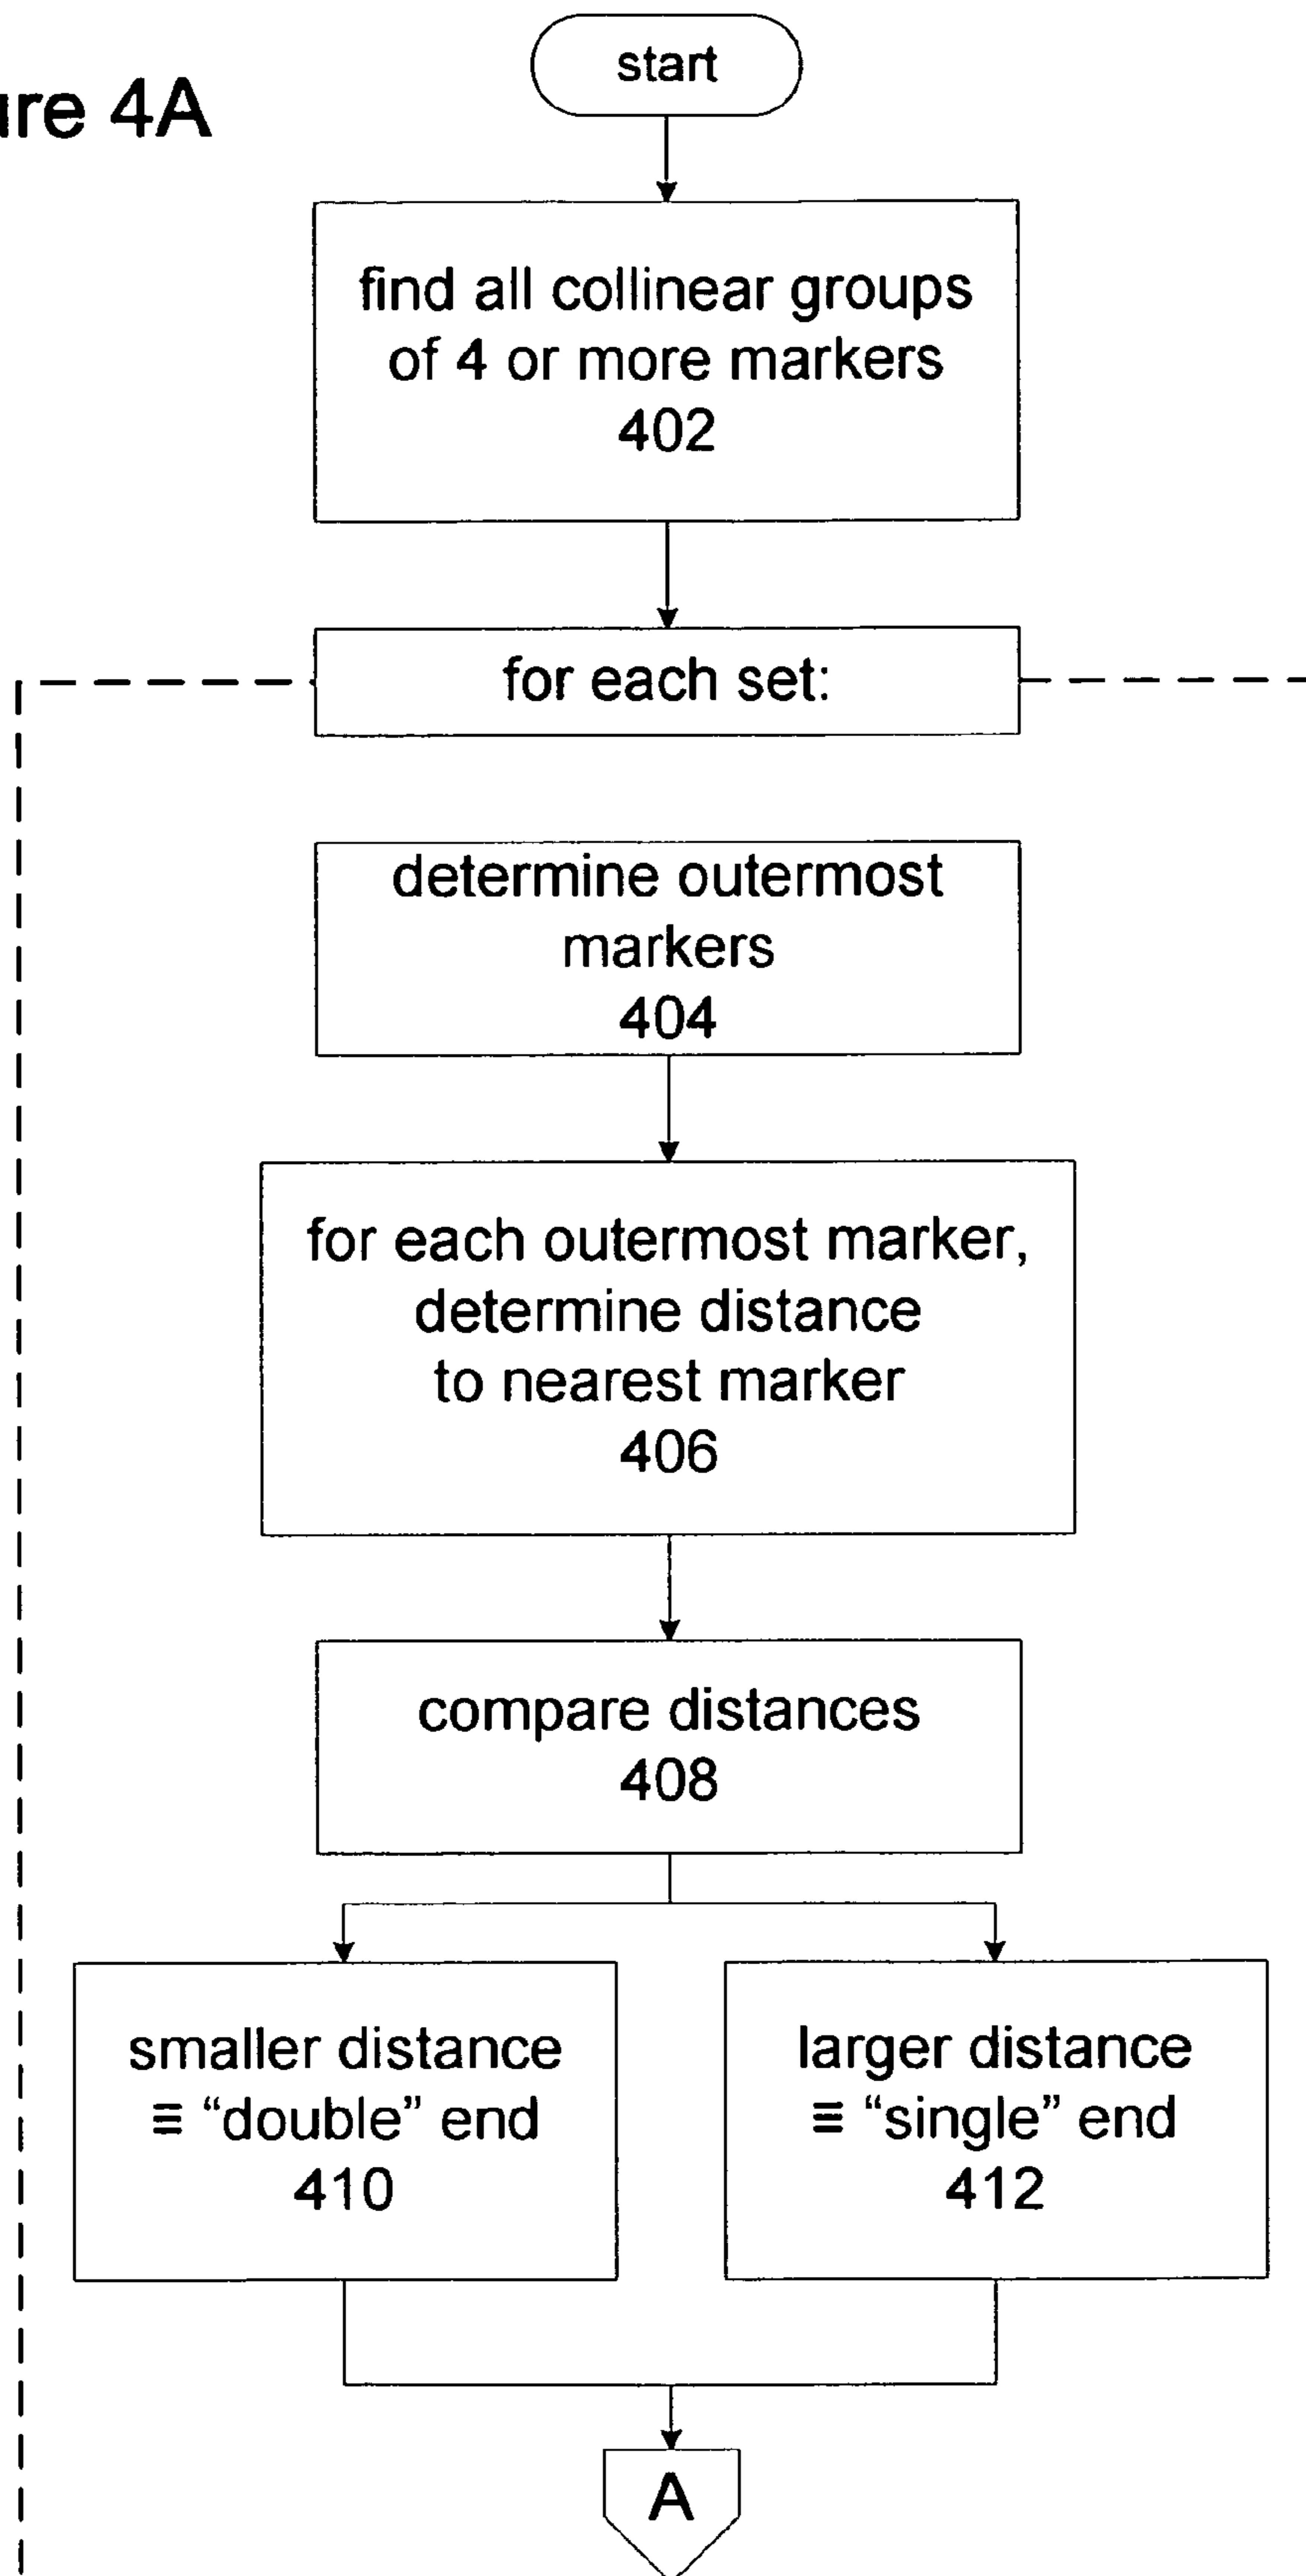 start
ure 4A
find all collinear groups
of 4 or more markers
402
for each set:
determine outermost
markers
404
for each outermost marker,
determine distance
to nearest marker
406
compare distances
408
smaller distance
≡ “double” end
410
larger distance
≡ “single” end
412
A